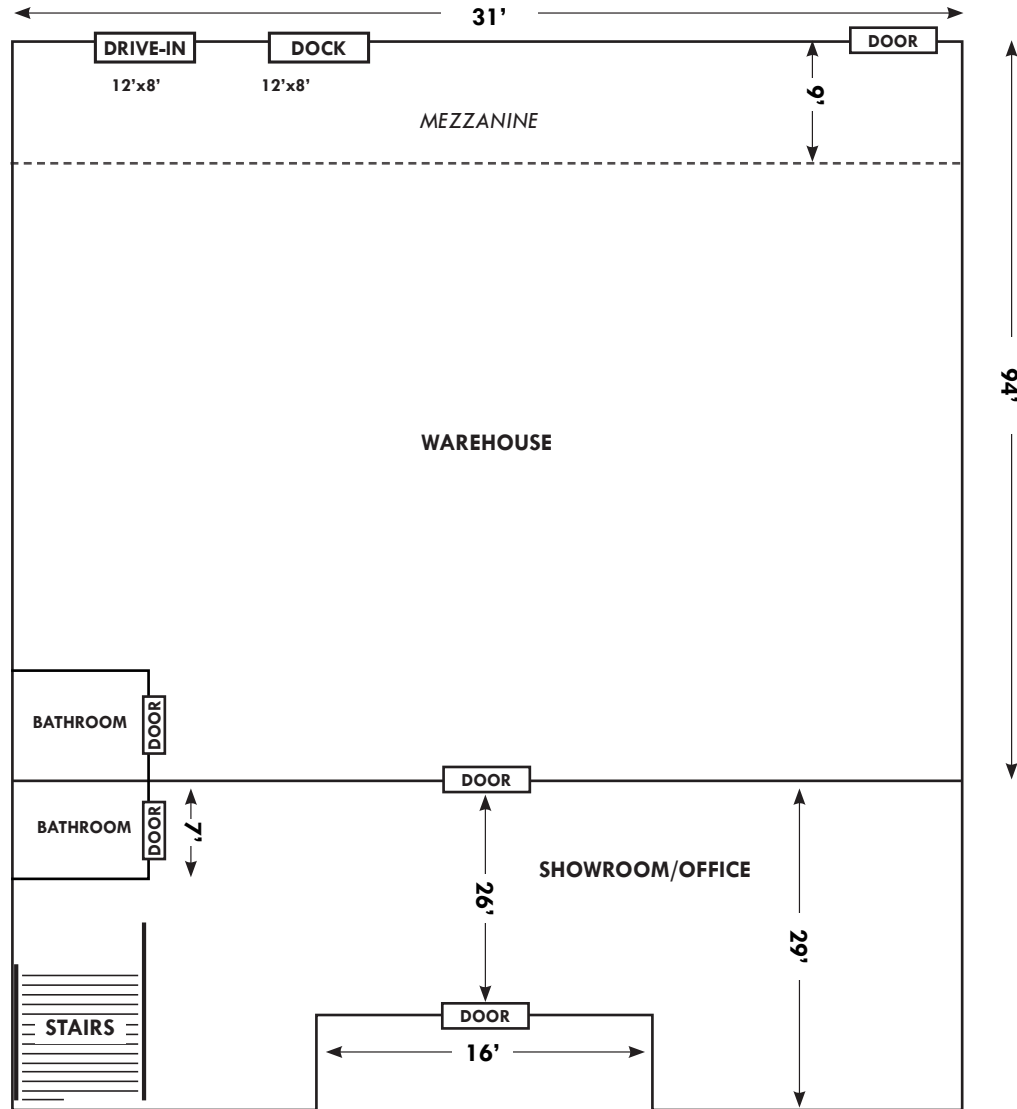 31’
DRIVE-IN
DOCK
DOOR
12’x8’
12’x8’
9’
MEZZANINE
94’
WAREHOUSE
BATHROOM
DOOR
DOOR
BATHROOM
DOOR
7’
SHOWROOM/OFFICE
26’
29’
DOOR
STAIRS
16’